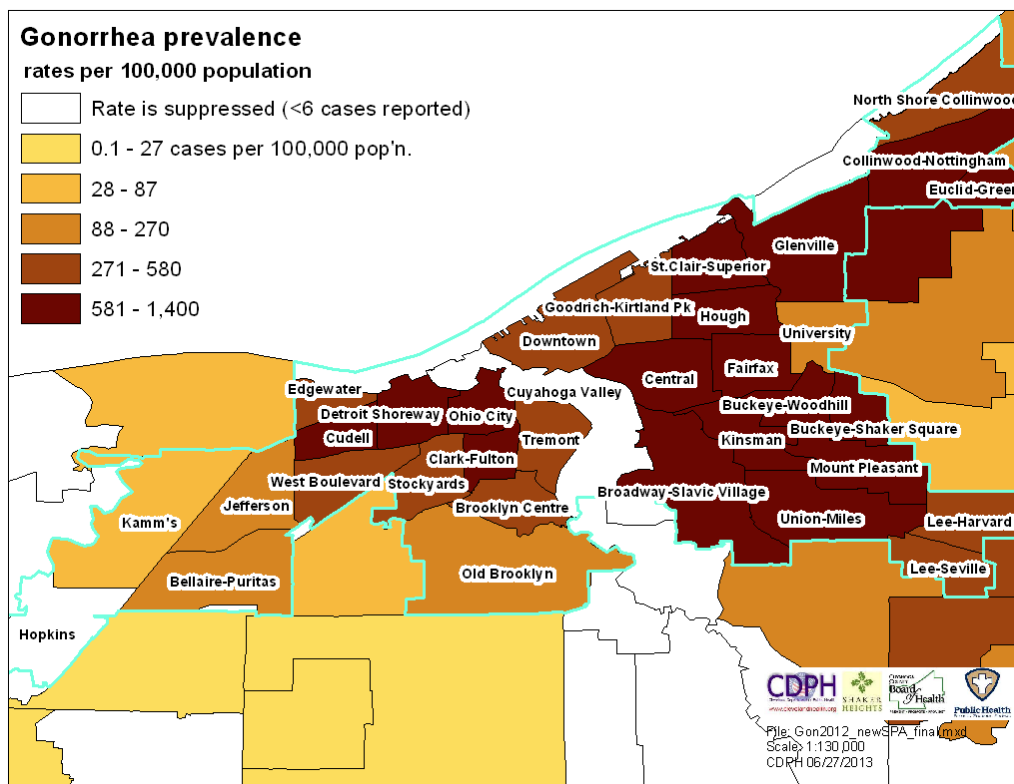 Gonorrhea prevalence
rates per 100,000 population
Rate is suppressed (<6 cases reported)
0.1 - 27 cases per 100,000 pop'n.
28 - 87
88 - 270
271 - 580
581 - 1,400
North Shore Collinwood
Collinwood-Nottingham
Euclid-Green
Glenville
St.Clair-Superior
Goodrich-Kirtland Pk
Hough
University
Downtown
Fairfax
Central
Edgewater
Cuyahoga Valley
Detroit Shoreway
Ohio City
Buckeye-Woodhill
Buckeye-Shaker Square
Cudell
Tremont
Kinsman
Clark-Fulton
Mount Pleasant
West Boulevard
Stockyards
Broadway-Slavic Village
Jefferson
Brooklyn Centre
Kamm's
Union-Miles
Lee-Harvard
Old Brooklyn
Lee-Seville
Bellaire-Puritas
Hopkins
CDPH
SHAKER
HEIGHTS
Board
of Health
Public Health
File: Gon2012_newSPA_final.mxd
Scale: 1:130,000
CDPH 06/27/2013